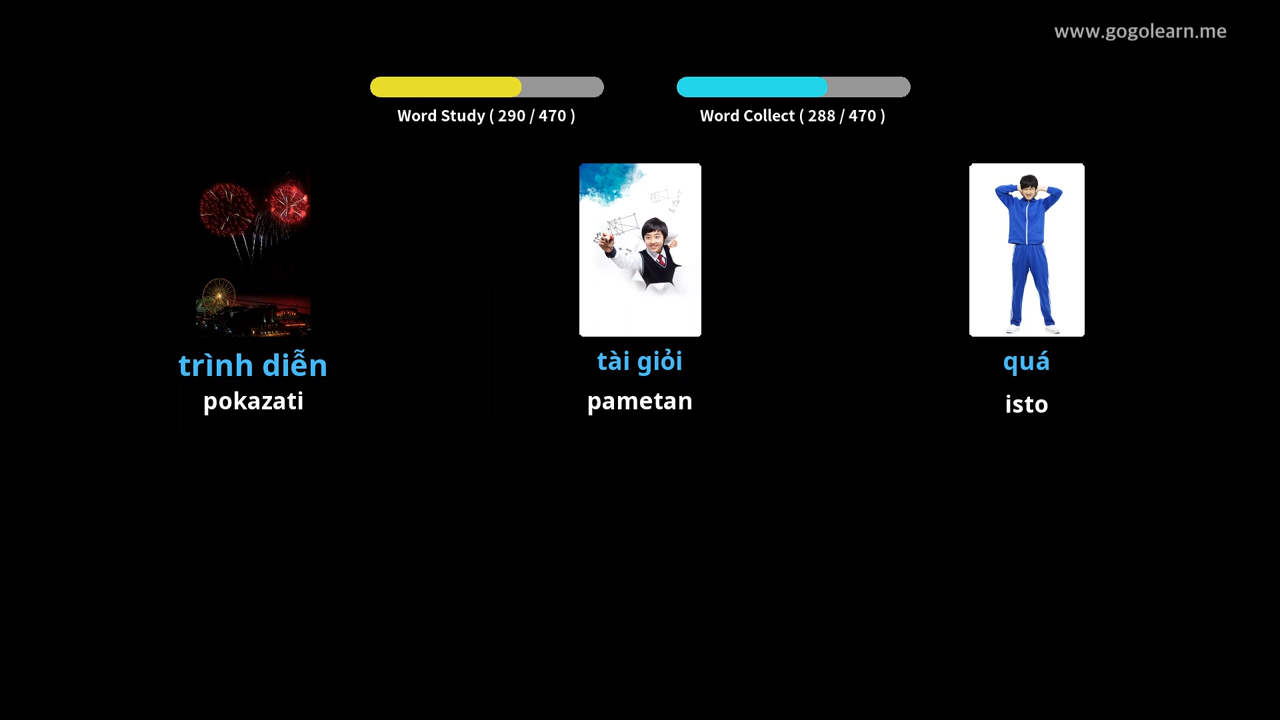 www.gogolearn.me
Word Study ( 290 / 470 )
Word Collect ( 288 / 470 )
trình diễn
pokazati
tài giỏi
pametan
quá
isto